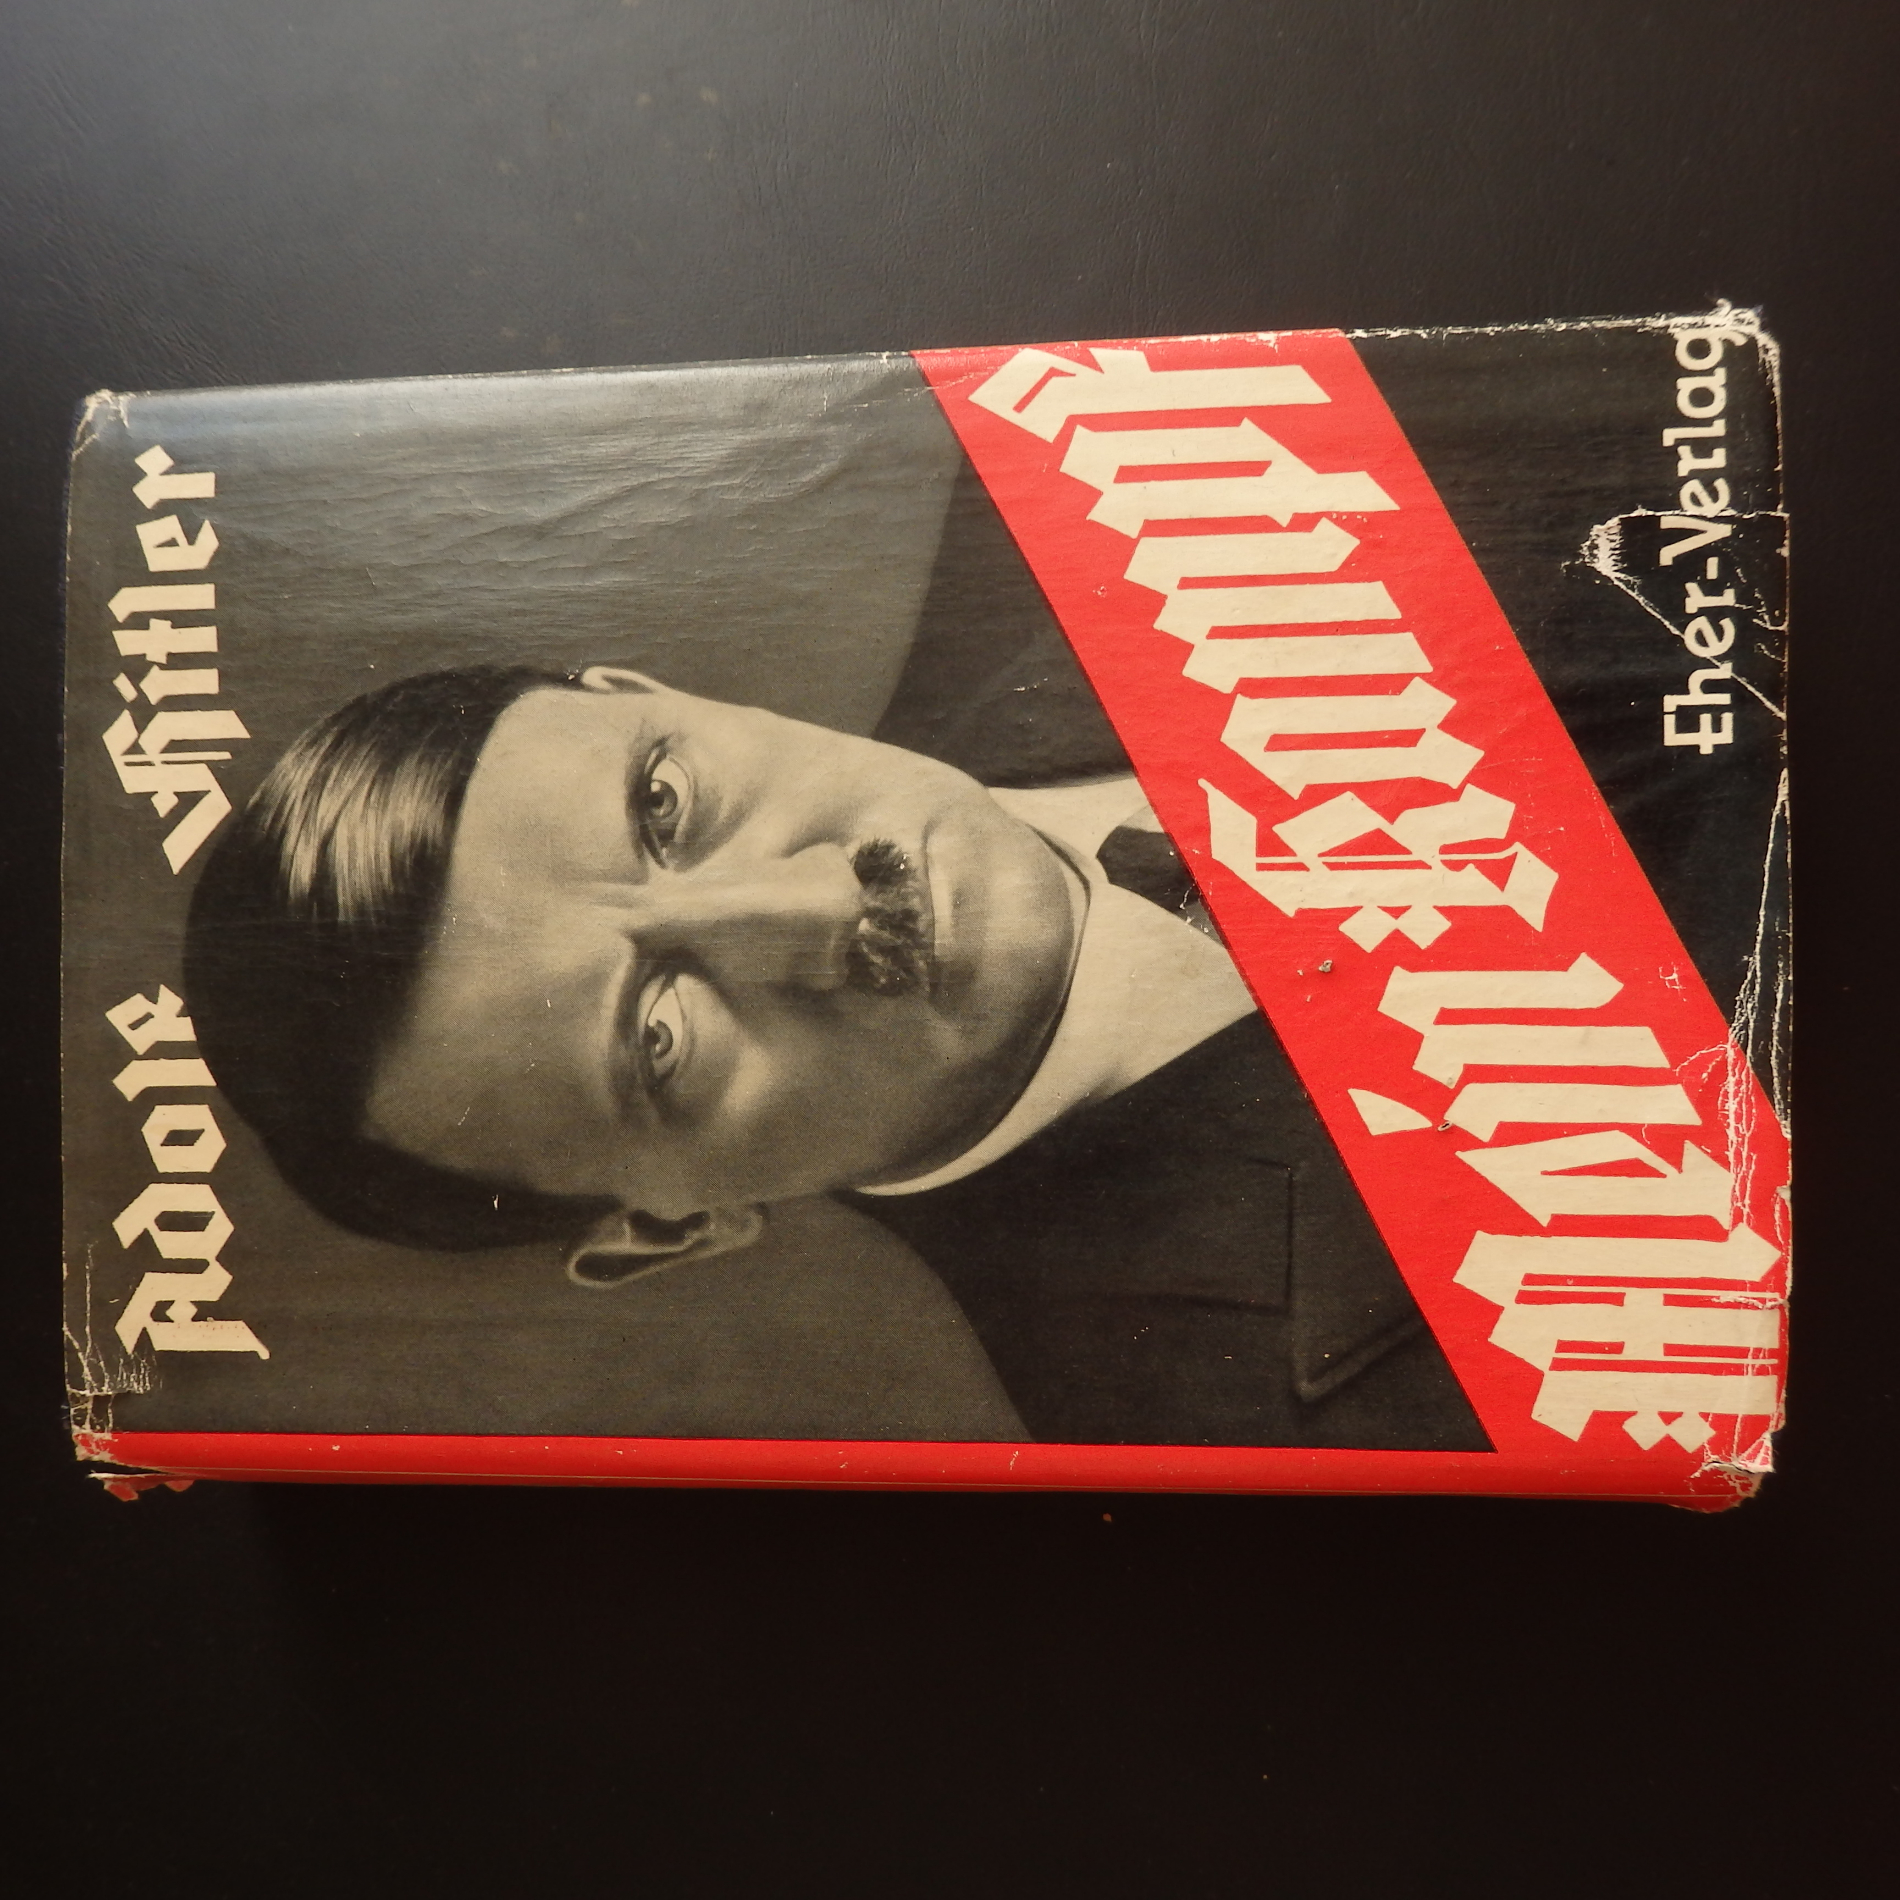 Adolf Hitler
Mein Kampf
Eher-Verlag